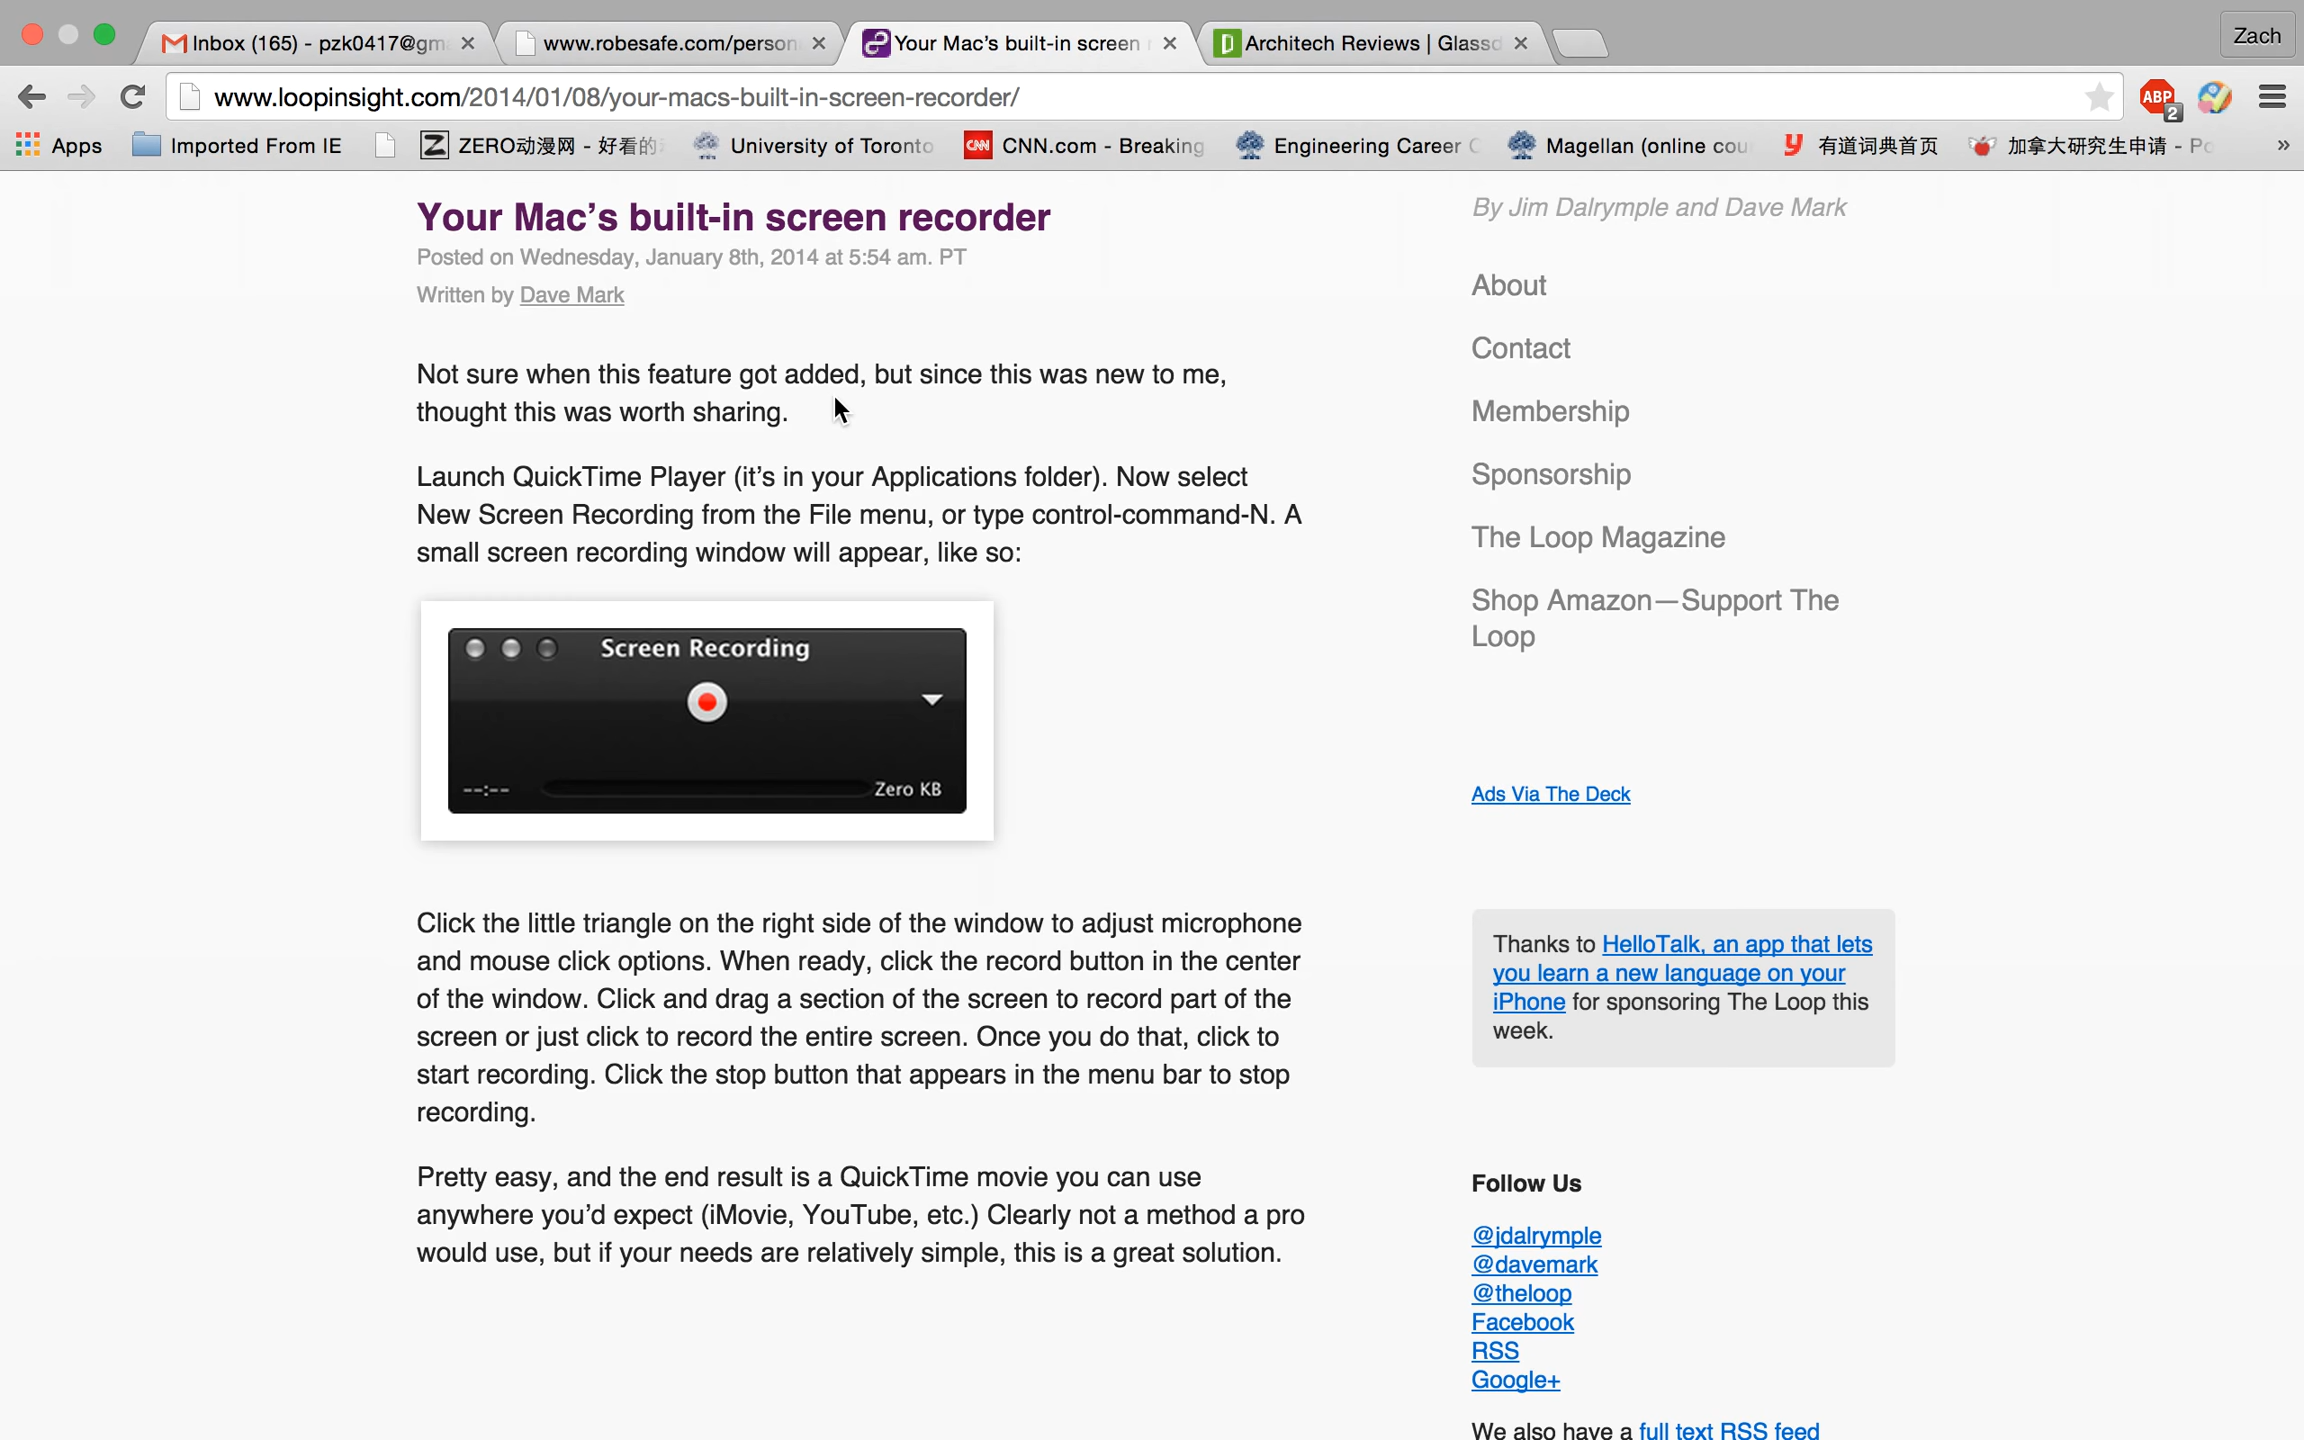 Inbox (165) - pzk0417@gm
www.robesafe.com/person
Your Mac's built-in screen
Architech Reviews | Glassd
Zach
www.loopinsight.com/2014/01/08/your-macs-built-in-screen-recorder/
ABP
2
Apps
Imported From IE
Z
ZERO动漫网 - 好看的
University of Toronto
CNN
CNN.com - Breaking
Engineering Career
Magellan (online cou
y
有道词典首页
加拿大研究生申请 - Po
»
Your Mac’s built-in screen recorder
Posted on Wednesday, January 8th, 2014 at 5:54 am. PT
Written by Dave Mark
Not sure when this feature got added, but since this was new to me,
thought this was worth sharing.
Launch QuickTime Player (it’s in your Applications folder). Now select
New Screen Recording from the File menu, or type control-command-N. A
small screen recording window will appear, like so:
Screen Recording
--:--
Zero KB
Click the little triangle on the right side of the window to adjust microphone
and mouse click options. When ready, click the record button in the center
of the window. Click and drag a section of the screen to record part of the
screen or just click to record the entire screen. Once you do that, click to
start recording. Click the stop button that appears in the menu bar to stop
recording.
Pretty easy, and the end result is a QuickTime movie you can use
anywhere you’d expect (iMovie, YouTube, etc.) Clearly not a method a pro
would use, but if your needs are relatively simple, this is a great solution.
By Jim Dalrymple and Dave Mark
About
Contact
Membership
Sponsorship
The Loop Magazine
Shop Amazon—Support The
Loop
Ads Via The Deck
Thanks to HelloTalk, an app that lets
you learn a new language on your
iPhone for sponsoring The Loop this
week.
Follow Us
@jdalrymple
@davemark
@theloop
Facebook
RSS
Google+
We also have a full text RSS feed